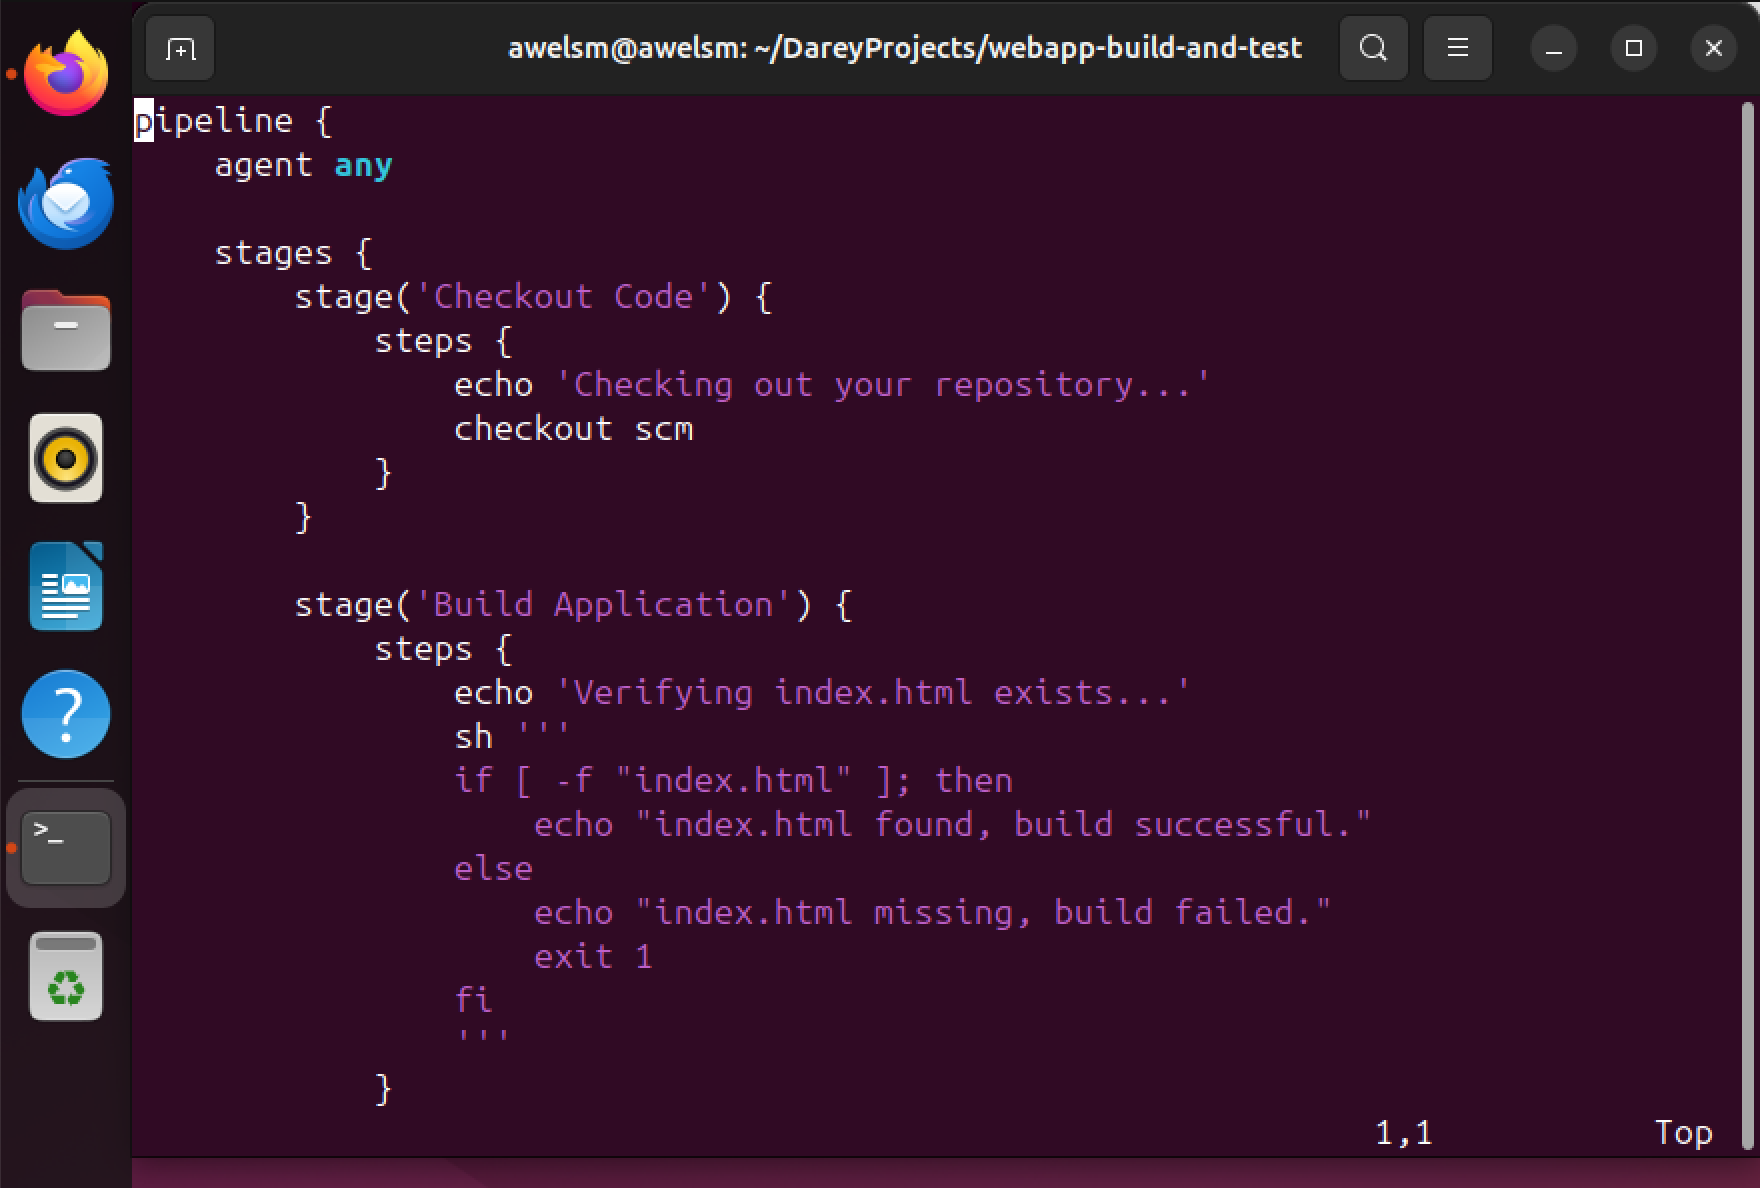 awelsm@awelsm: ~/DareyProjects/webapp-build-and-test
pipeline {
    agent any

    stages {
        stage('Checkout Code') {
            steps {
                echo 'Checking out your repository...'
                checkout scm
            }
        }

        stage('Build Application') {
            steps {
                echo 'Verifying index.html exists...'
                sh '''
                if [ -f "index.html" ]; then
                    echo "index.html found, build successful."
                else
                    echo "index.html missing, build failed."
                    exit 1
                fi
                '''
            }
1,1 Top